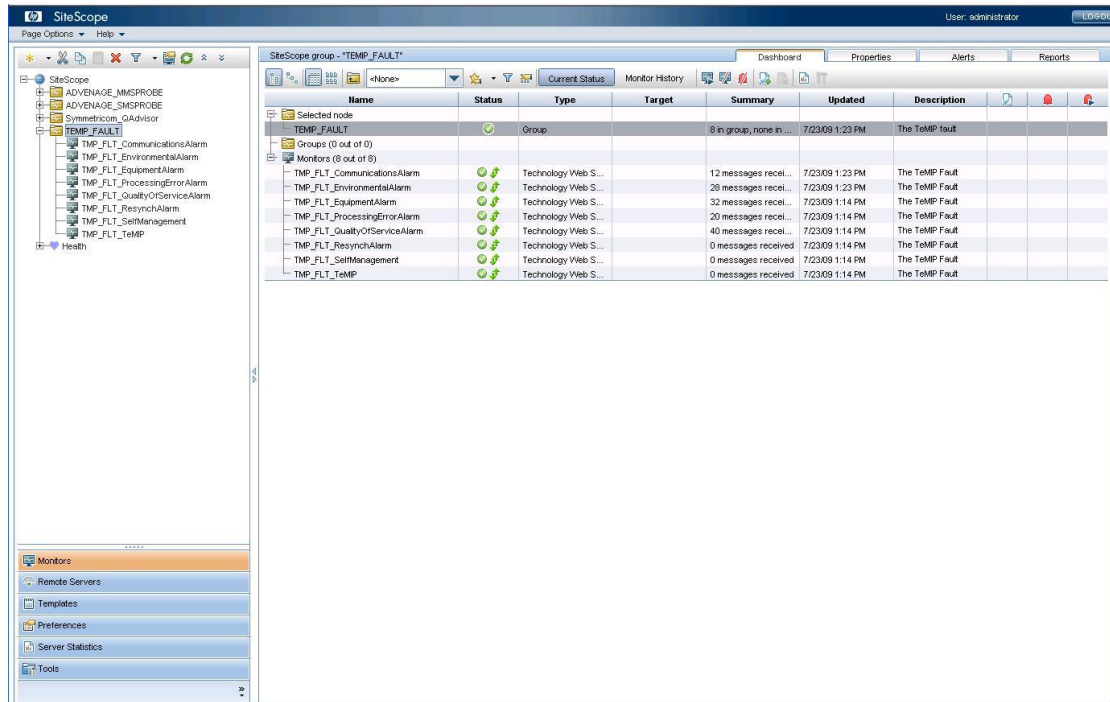 SiteScope
User: administrator
LOGOU
Page Options Help
SiteScope
ADVENAGE_MMSPROBE
ADVENAGE_SMSPROBE
Symmetricom_QAdvisor
TEMIP_FAULT
TMP_FLT_CommunicationsAlarm
TMP_FLT_EnvironmentalAlarm
TMP_FLT_EquipmentAlarm
TMP_FLT_ProcessingErrorAlarm
TMP_FLT_QualityOfServiceAlarm
TMP_FLT_ResynchAlarm
TMP_FLT_SelfManagement
TMP_FLT_TeMIP
Health
Monitors
Remote Servers
Templates
Preferences
Server Statistics
Tools
SiteScope group - "TEMIP_FAULT"
Dashboard Properties Alerts Reports
<None> Current Status Monitor History
Name Status Type Target Summary Updated Description
Selected node
TEMIP_FAULT Group 8 in group, none in ... 7/23/09 1:23 PM The TeMIP fault
Groups (0 out of 0)
Monitors (8 out of 8)
TMP_FLT_CommunicationsAlarm Technology Web S... 12 messages recei... 7/23/09 1:23 PM The TeMIP Fault
TMP_FLT_EnvironmentalAlarm Technology Web S... 28 messages recei... 7/23/09 1:23 PM The TeMIP Fault
TMP_FLT_EquipmentAlarm Technology Web S... 32 messages recei... 7/23/09 1:14 PM The TeMIP Fault
TMP_FLT_ProcessingErrorAlarm Technology Web S... 20 messages recei... 7/23/09 1:14 PM The TeMIP Fault
TMP_FLT_QualityOfServiceAlarm Technology Web S... 40 messages recei... 7/23/09 1:14 PM The TeMIP Fault
TMP_FLT_ResynchAlarm Technology Web S... 0 messages received 7/23/09 1:14 PM The TeMIP Fault
TMP_FLT_SelfManagement Technology Web S... 0 messages received 7/23/09 1:14 PM The TeMIP Fault
TMP_FLT_TeMIP Technology Web S... 0 messages received 7/23/09 1:14 PM The TeMIP Fault